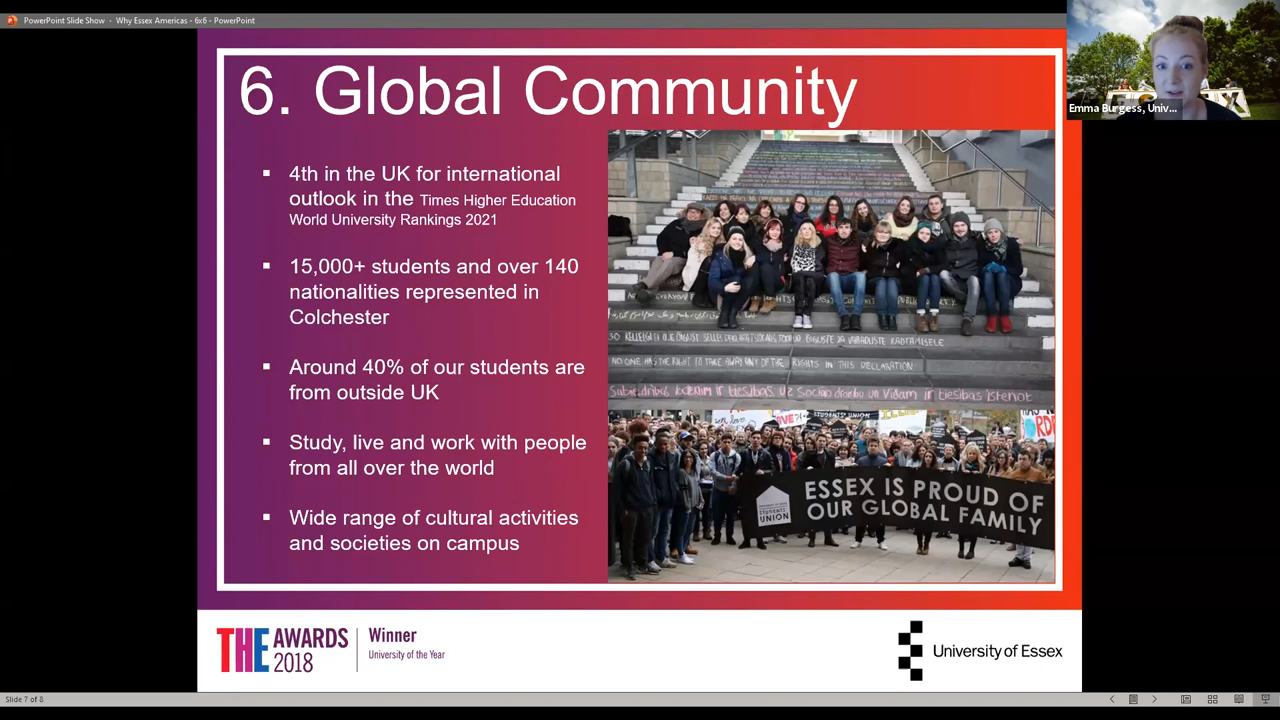 PowerPoint Slide Show - Why Essex Americas - 6x6 - PowerPoint
Emma Burgess, Univ...
6. Global Community
4th in the UK for international
outlook in the Times Higher Education
World University Rankings 2021
15,000+ students and over 140
nationalities represented in
Colchester
Around 40% of our students are
from outside UK
Study, live and work with people
from all over the world
Wide range of cultural activities
and societies on campus
NO ONE HAS THE RIGHT TO TAKE AWAY ANY OF THE RIGHTS IN THIS DECLARATION
STUDENTS' UNION
STUDENTS'
UNION
ESSEX IS PROUD OF
OUR GLOBAL FAMILY
THE AWARDS
2018
Winner
University of the Year
University of Essex
Slide 7 of 8